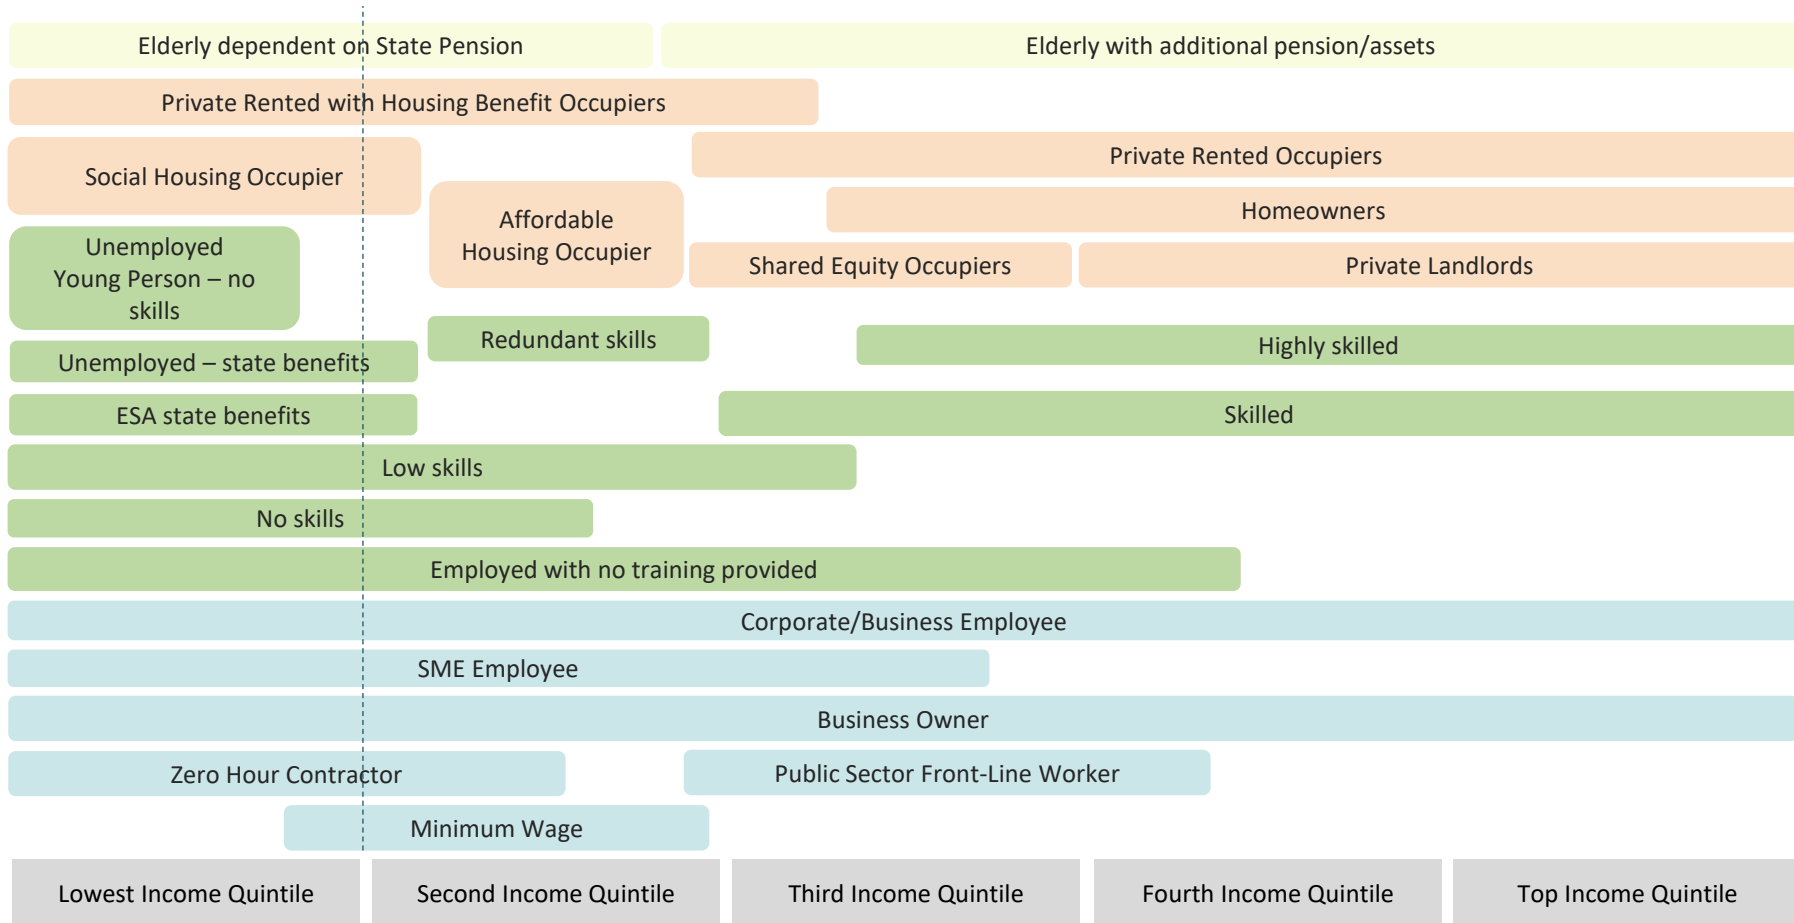 Elderly dependent on State Pension
Elderly with additional pension/assets
Private Rented with Housing Benefit Occupiers
Private Rented Occupiers
Social Housing Occupier
Affordable
Housing Occupier
Homeowners
Unemployed
Young Person – no
skills
Shared Equity Occupiers
Private Landlords
Redundant skills
Highly skilled
Unemployed – state benefits
ESA state benefits
Skilled
Low skills
No skills
Employed with no training provided
Corporate/Business Employee
SME Employee
Business Owner
Zero Hour Contractor
Public Sector Front-Line Worker
Minimum Wage
Lowest Income Quintile
Second Income Quintile
Third Income Quintile
Fourth Income Quintile
Top Income Quintile